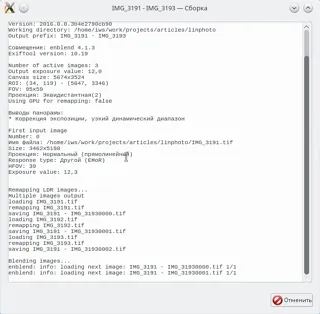 IMG_3191 - IMG_3193 — Сборка
Version: 2016.0.0.3b4e2790cb90
Working directory: /home/iws/work/projects/articles/linphoto
Output prefix: IMG_3191 - IMG_3193
Совмещение: enblend 4.1.3
Exiftool version: 10.10
Number of active images: 3
Output exposure value: 12,0
Canvas size: 5674x3524
ROI: (34, 119) - (5647, 3346)
FOV: 95x59
Проекция: Эквидистантная(2)
Using GPU for remapping: false
Выводы панорамы:
* Коррекция экспозиции, узкий динамический диапазон
First input image
Number: 0
Имя файла: /home/iws/work/projects/articles/linphoto/IMG_3191.tif
Size: 3462x5198
Проекция: Нормальный (прямолинейный)
Response type: Другой (EMoR)
HFOV: 39
Exposure value: 12,3
Remapping LDR images...
Multiple images output
loading IMG_3191.tif
remapping IMG_3191.tif
saving IMG_3191 - IMG_31930000.tif
loading IMG_3192.tif
remapping IMG_3192.tif
saving IMG_3191 - IMG_31930001.tif
loading IMG_3193.tif
remapping IMG_3193.tif
saving IMG_3191 - IMG_31930002.tif
Blending images...
enblend: info: loading next image: IMG_3191 - IMG_31930000.tif 1/1
enblend: info: loading next image: IMG_3191 - IMG_31930001.tif 1/1
Отменить